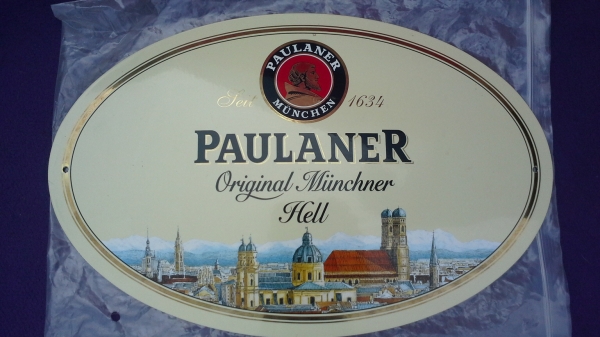 PAULANER
MÜNCHEN
Seit 1634
PAULANER
Original Münchner
Hell